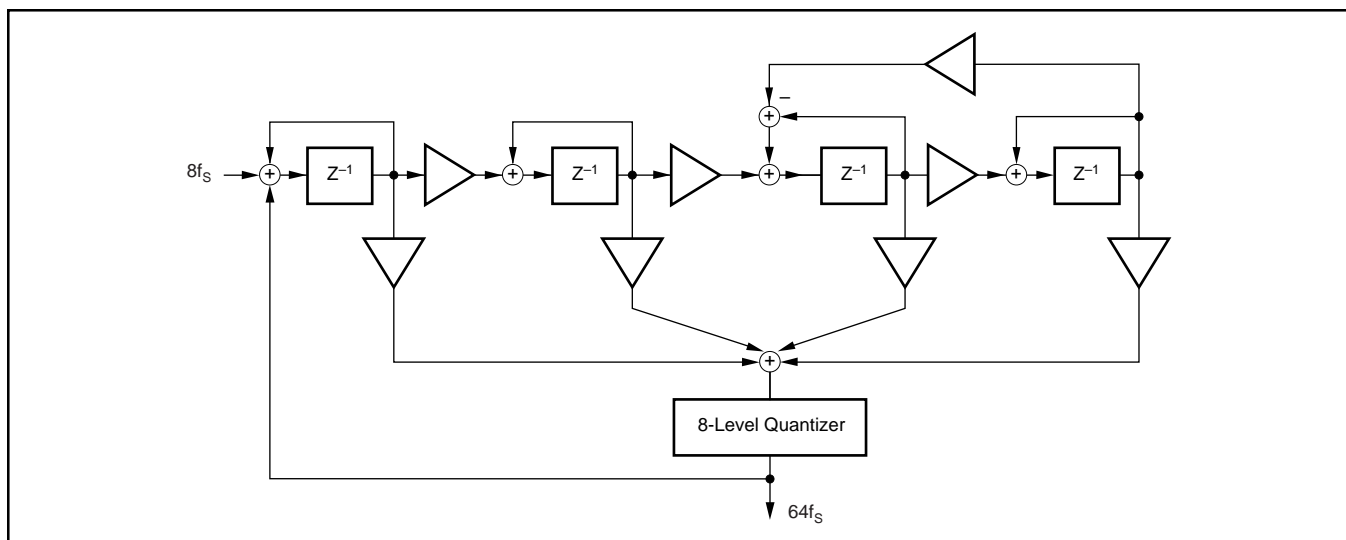 –
+
8fS
+
Z–1
+
Z–1
+
Z–1
+
Z–1
+
8-Level Quantizer
64fS